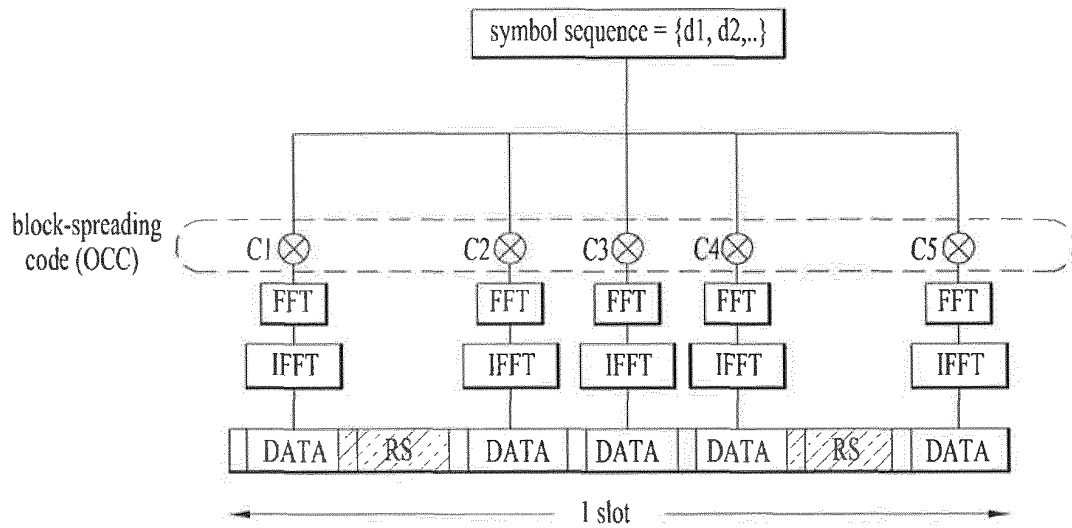 symbol sequence = {d1, d2,..}
block-spreading
code (OCC)
C1 C2 C3 C4 C5
FFT FFT FFT FFT FFT
IFFT IFFT IFFT IFFT IFFT
DATA RS DATA DATA DATA RS DATA
1 slot